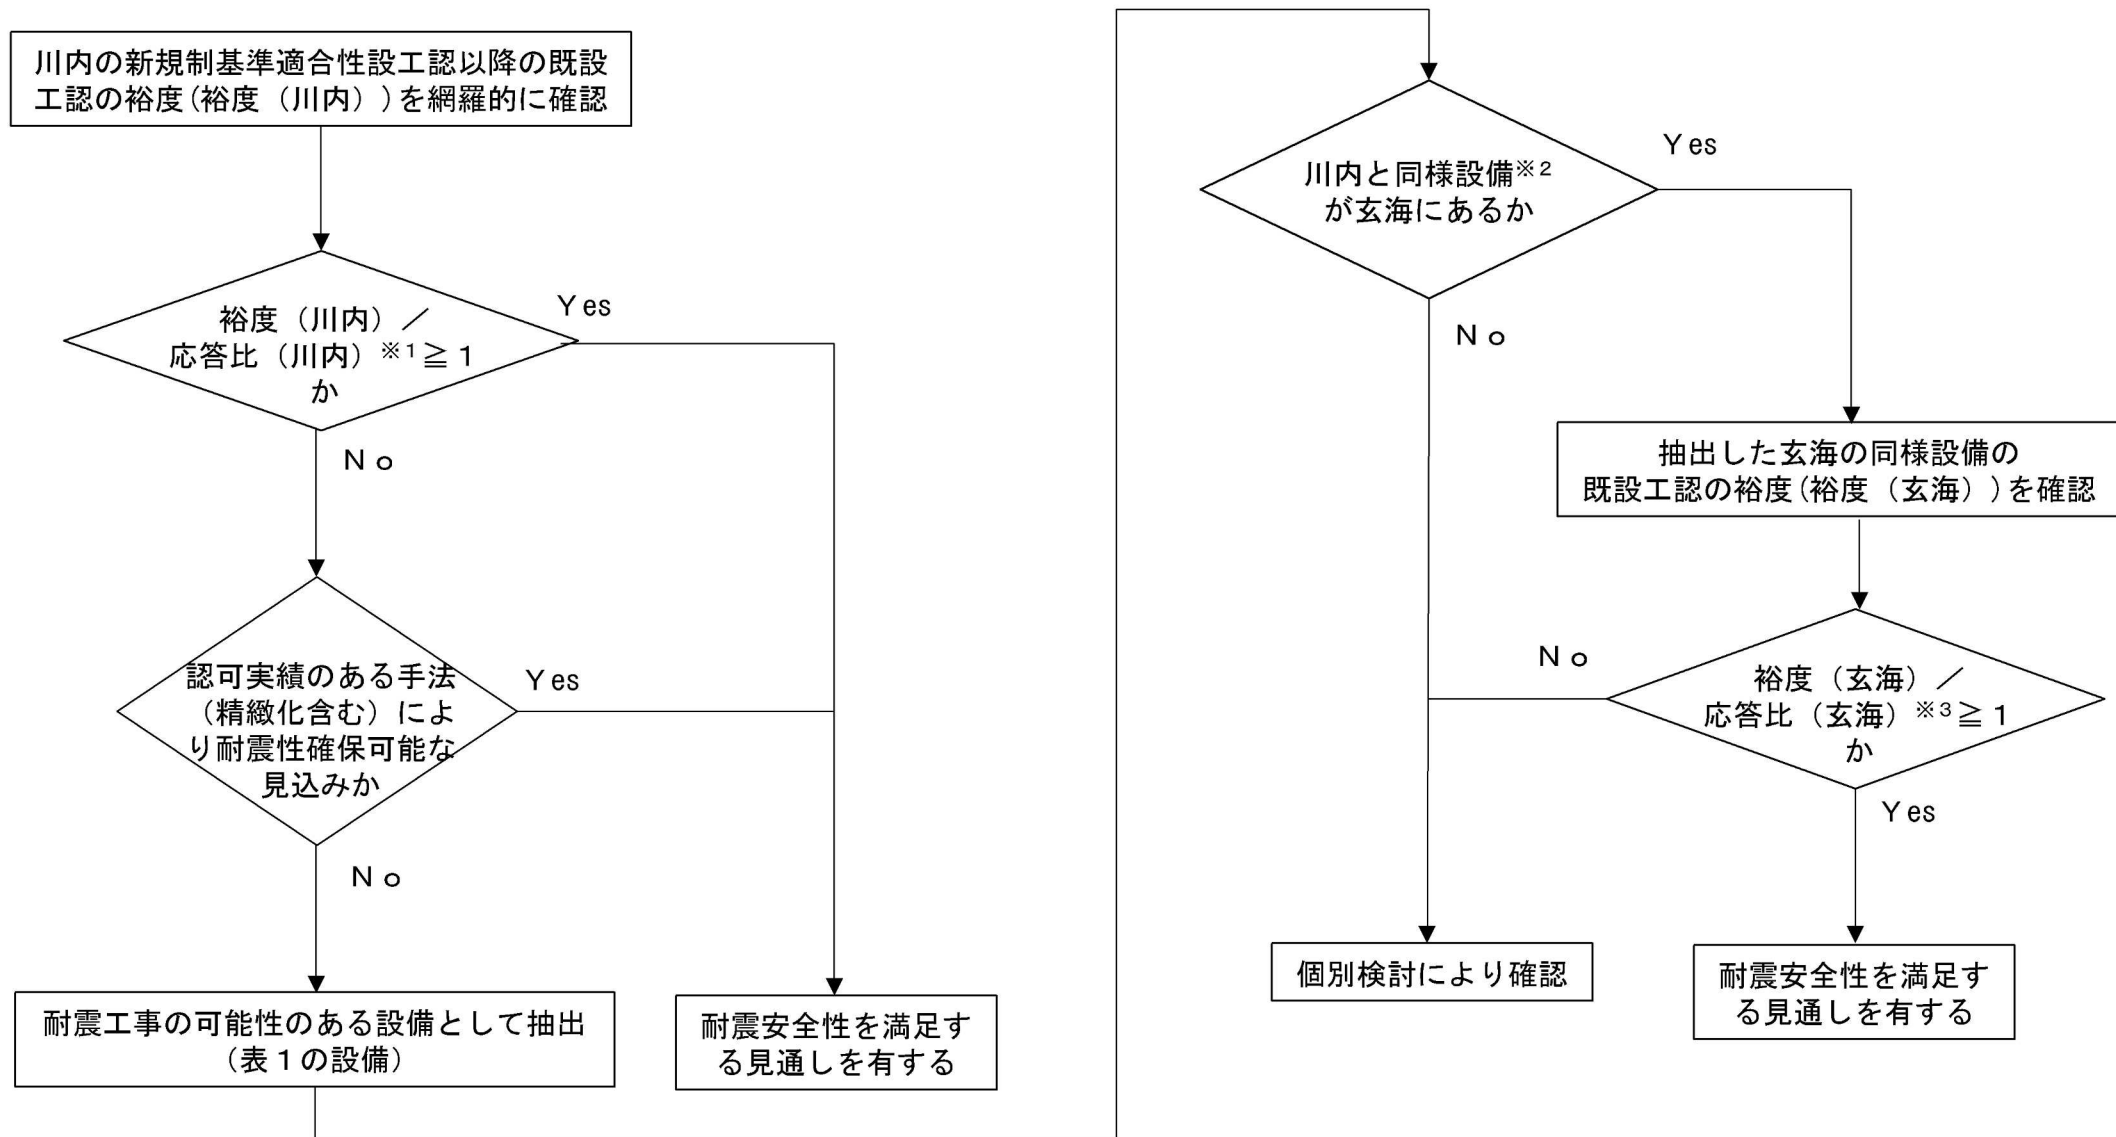 川内の新規制基準適合性設工認以降の既設
工認の裕度(裕度（川内）)を網羅的に確認
裕度（川内）／
応答比（川内）※1≧1
か
Yes
No
認可実績のある手法
（精緻化含む）によ
り耐震性確保可能な
見込みか
Yes
No
耐震工事の可能性のある設備として抽出
（表1の設備）
耐震安全性を満足す
る見通しを有する
川内と同様設備※2
が玄海にあるか
Yes
No
抽出した玄海の同様設備の
既設工認の裕度(裕度（玄海）)を確認
裕度（玄海）／
応答比（玄海）※3≧1
か
No
Yes
個別検討により確認
耐震安全性を満足す
る見通しを有する